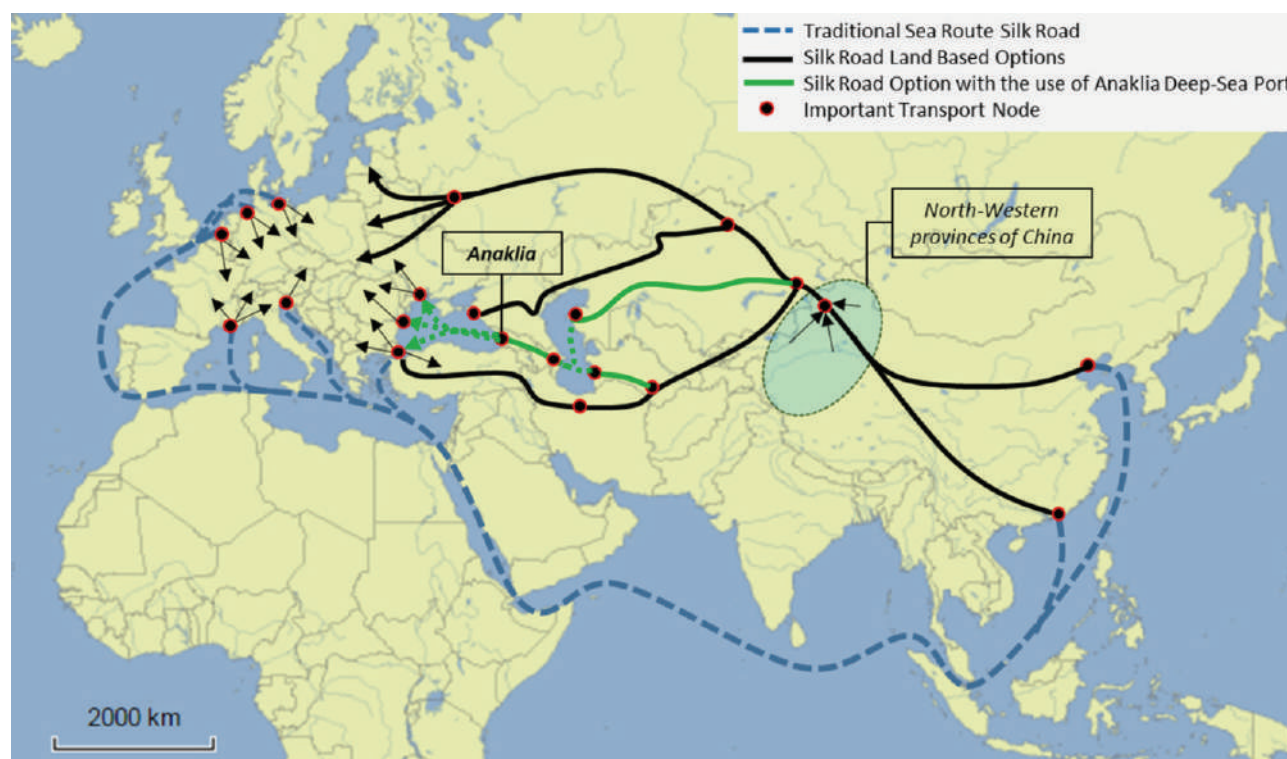 Traditional Sea Route Silk Road
Silk Road Land Based Options
Silk Road Option with the use of Anaklia Deep-Sea Port
Important Transport Node
North-Western
provinces of China
Anaklia
2000 km